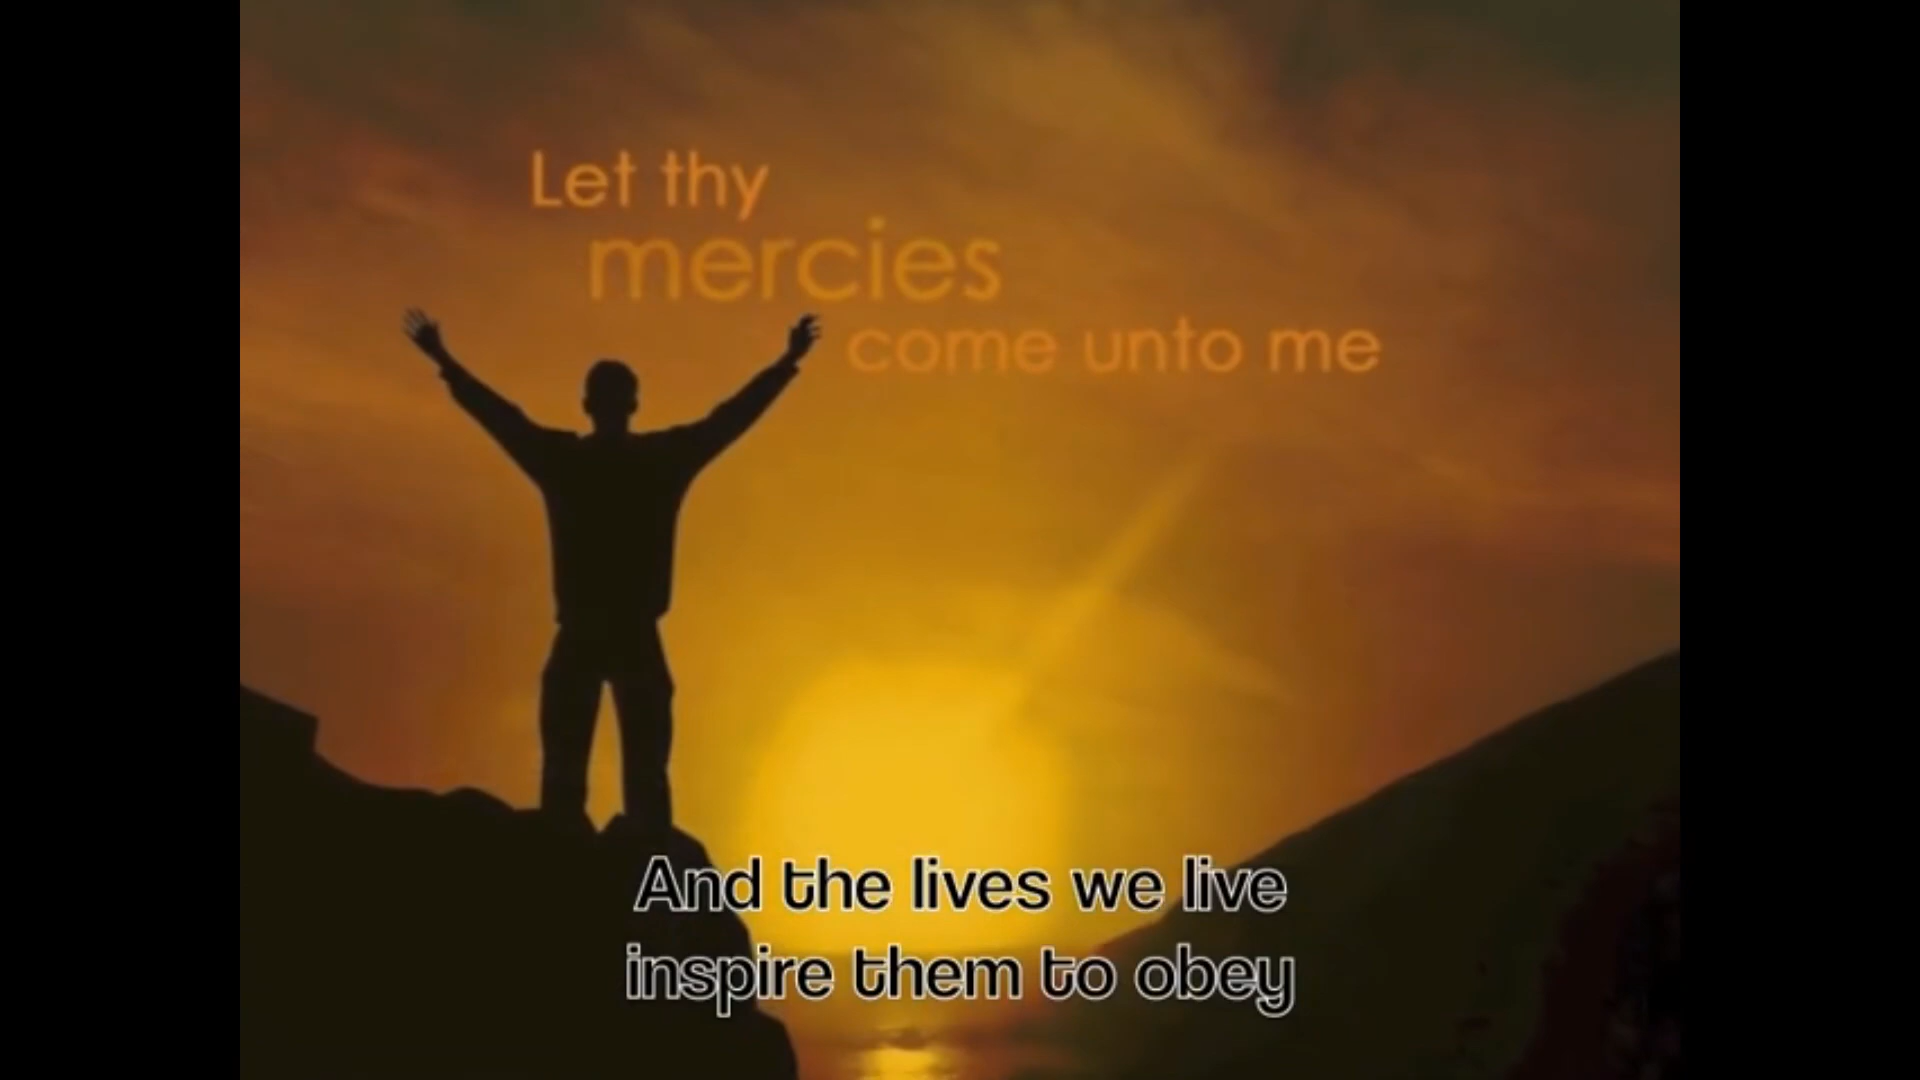 Let thy
mercies
come unto me
And the lives we live
inspire them to obey